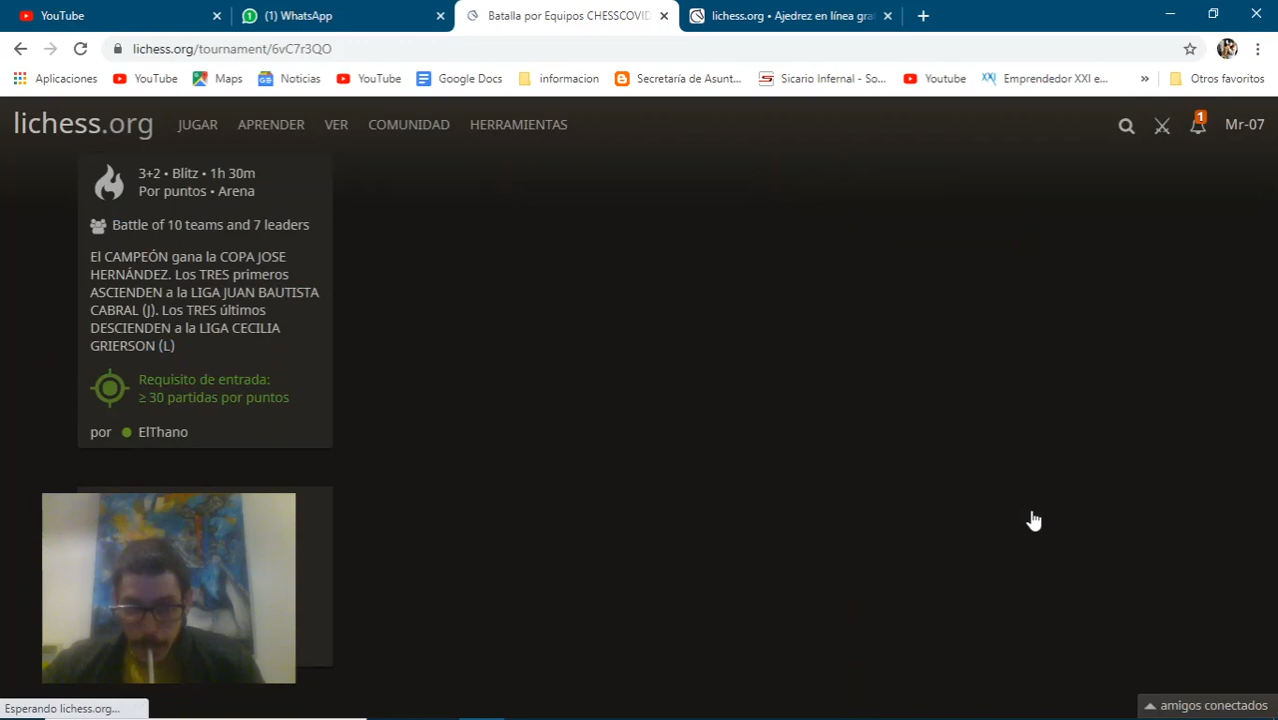 YouTube
(1) WhatsApp
Batalla por Equipos CHESSCOVID
lichess.org • Ajedrez en línea gra
lichess.org/tournament/6vC7r3QO
Aplicaciones
YouTube
Maps
Noticias
YouTube
Google Docs
informacion
Secretaría de Asunt...
Sicario Infernal - So...
Youtube
Emprendedor XXI e...
»
Otros favoritos
lichess.org
JUGAR
APRENDER
VER
COMUNIDAD
HERRAMIENTAS
1
Mr-07
3+2 • Blitz • 1h 30m
Por puntos • Arena
Battle of 10 teams and 7 leaders
El CAMPEÓN gana la COPA JOSE
HERNÁNDEZ. Los TRES primeros
ASCIENDEN a la LIGA JUAN BAUTISTA
CABRAL (J). Los TRES últimos
DESCIENDEN a la LIGA CECILIA
GRIERSON (L)
Requisito de entrada:
≥ 30 partidas por puntos
por ElThano
Esperando lichess.org...
amigos conectados